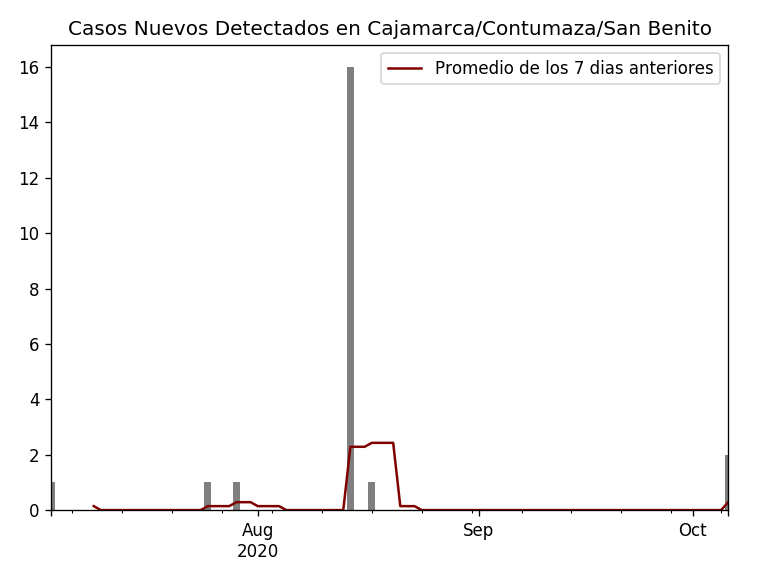 Casos Nuevos Detectados en Cajamarca/Contumaza/San Benito
Promedio de los 7 dias anteriores
16
14
12
10
8
6
4
2
0
Aug
2020
Sep
Oct